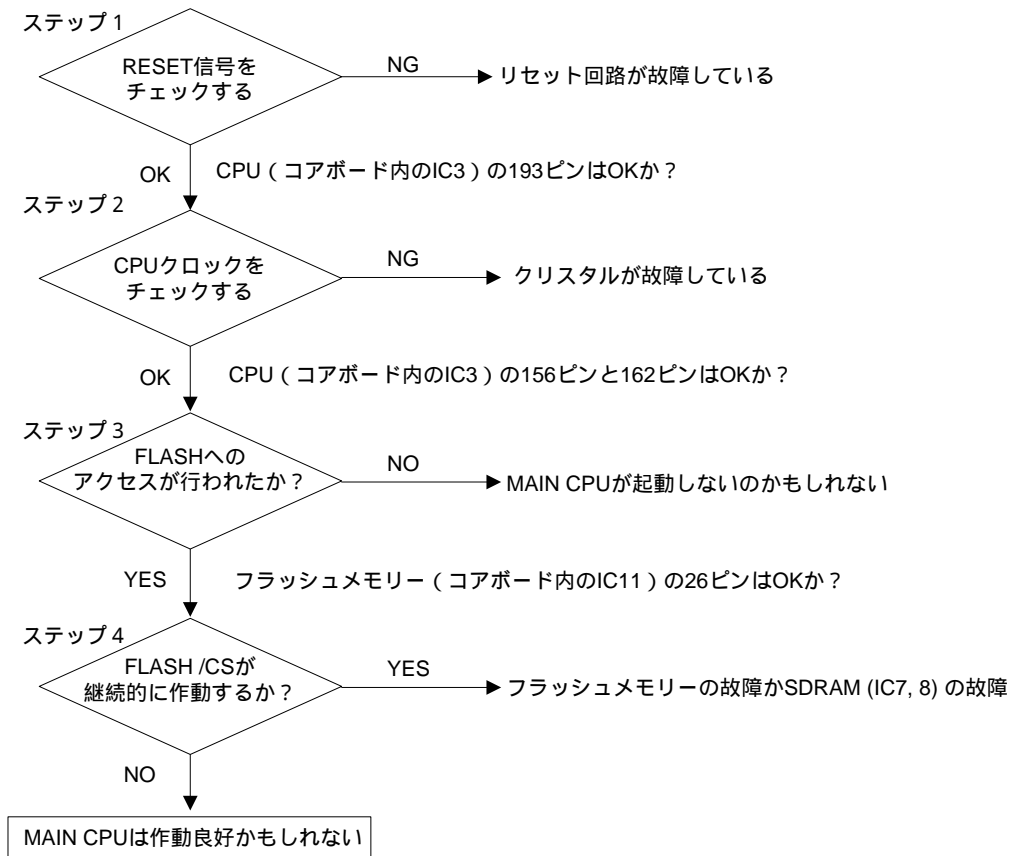 ステップ 1
RESET信号を
チェックする
NG
リセット回路が故障している
OK
CPU ( コアボード内のIC3 ) の193ピンはOKか？
ステップ 2
CPUクロックを
チェックする
NG
クリスタルが故障している
OK
CPU ( コアボード内のIC3 ) の156ピンと162ピンはOKか？
ステップ 3
FLASHへの
アクセスが行われたか？
NO
MAIN CPUが起動しないのかもしれない
YES
フラッシュメモリー ( コアボード内のIC11 ) の26ピンはOKか？
ステップ 4
FLASH /CSが
継続的に作動するか？
YES
フラッシュメモリーの故障かSDRAM (IC7, 8) の故障
NO
MAIN CPUは作動良好かもしれない